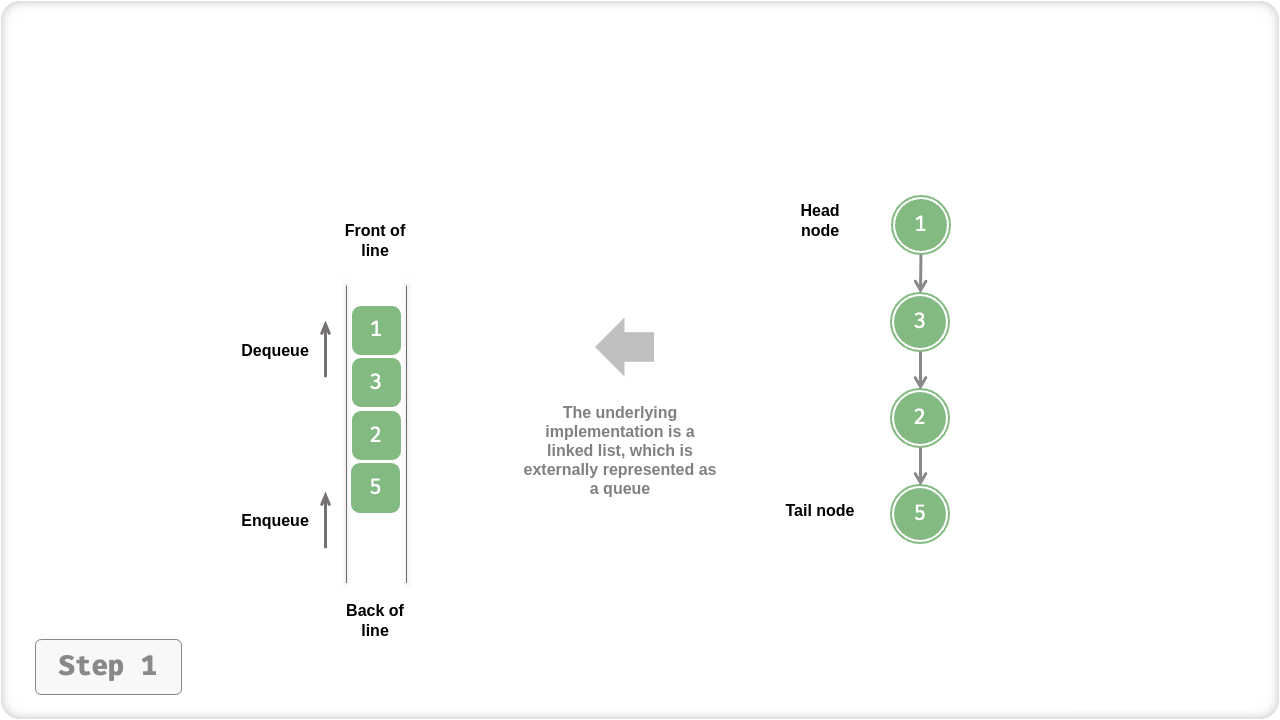 Front of
line
Dequeue
1
3
2
5
Enqueue
Back of
line
The underlying
implementation is a
linked list, which is
externally represented as
a queue
Head
node
1
3
2
Tail node
5
Step 1